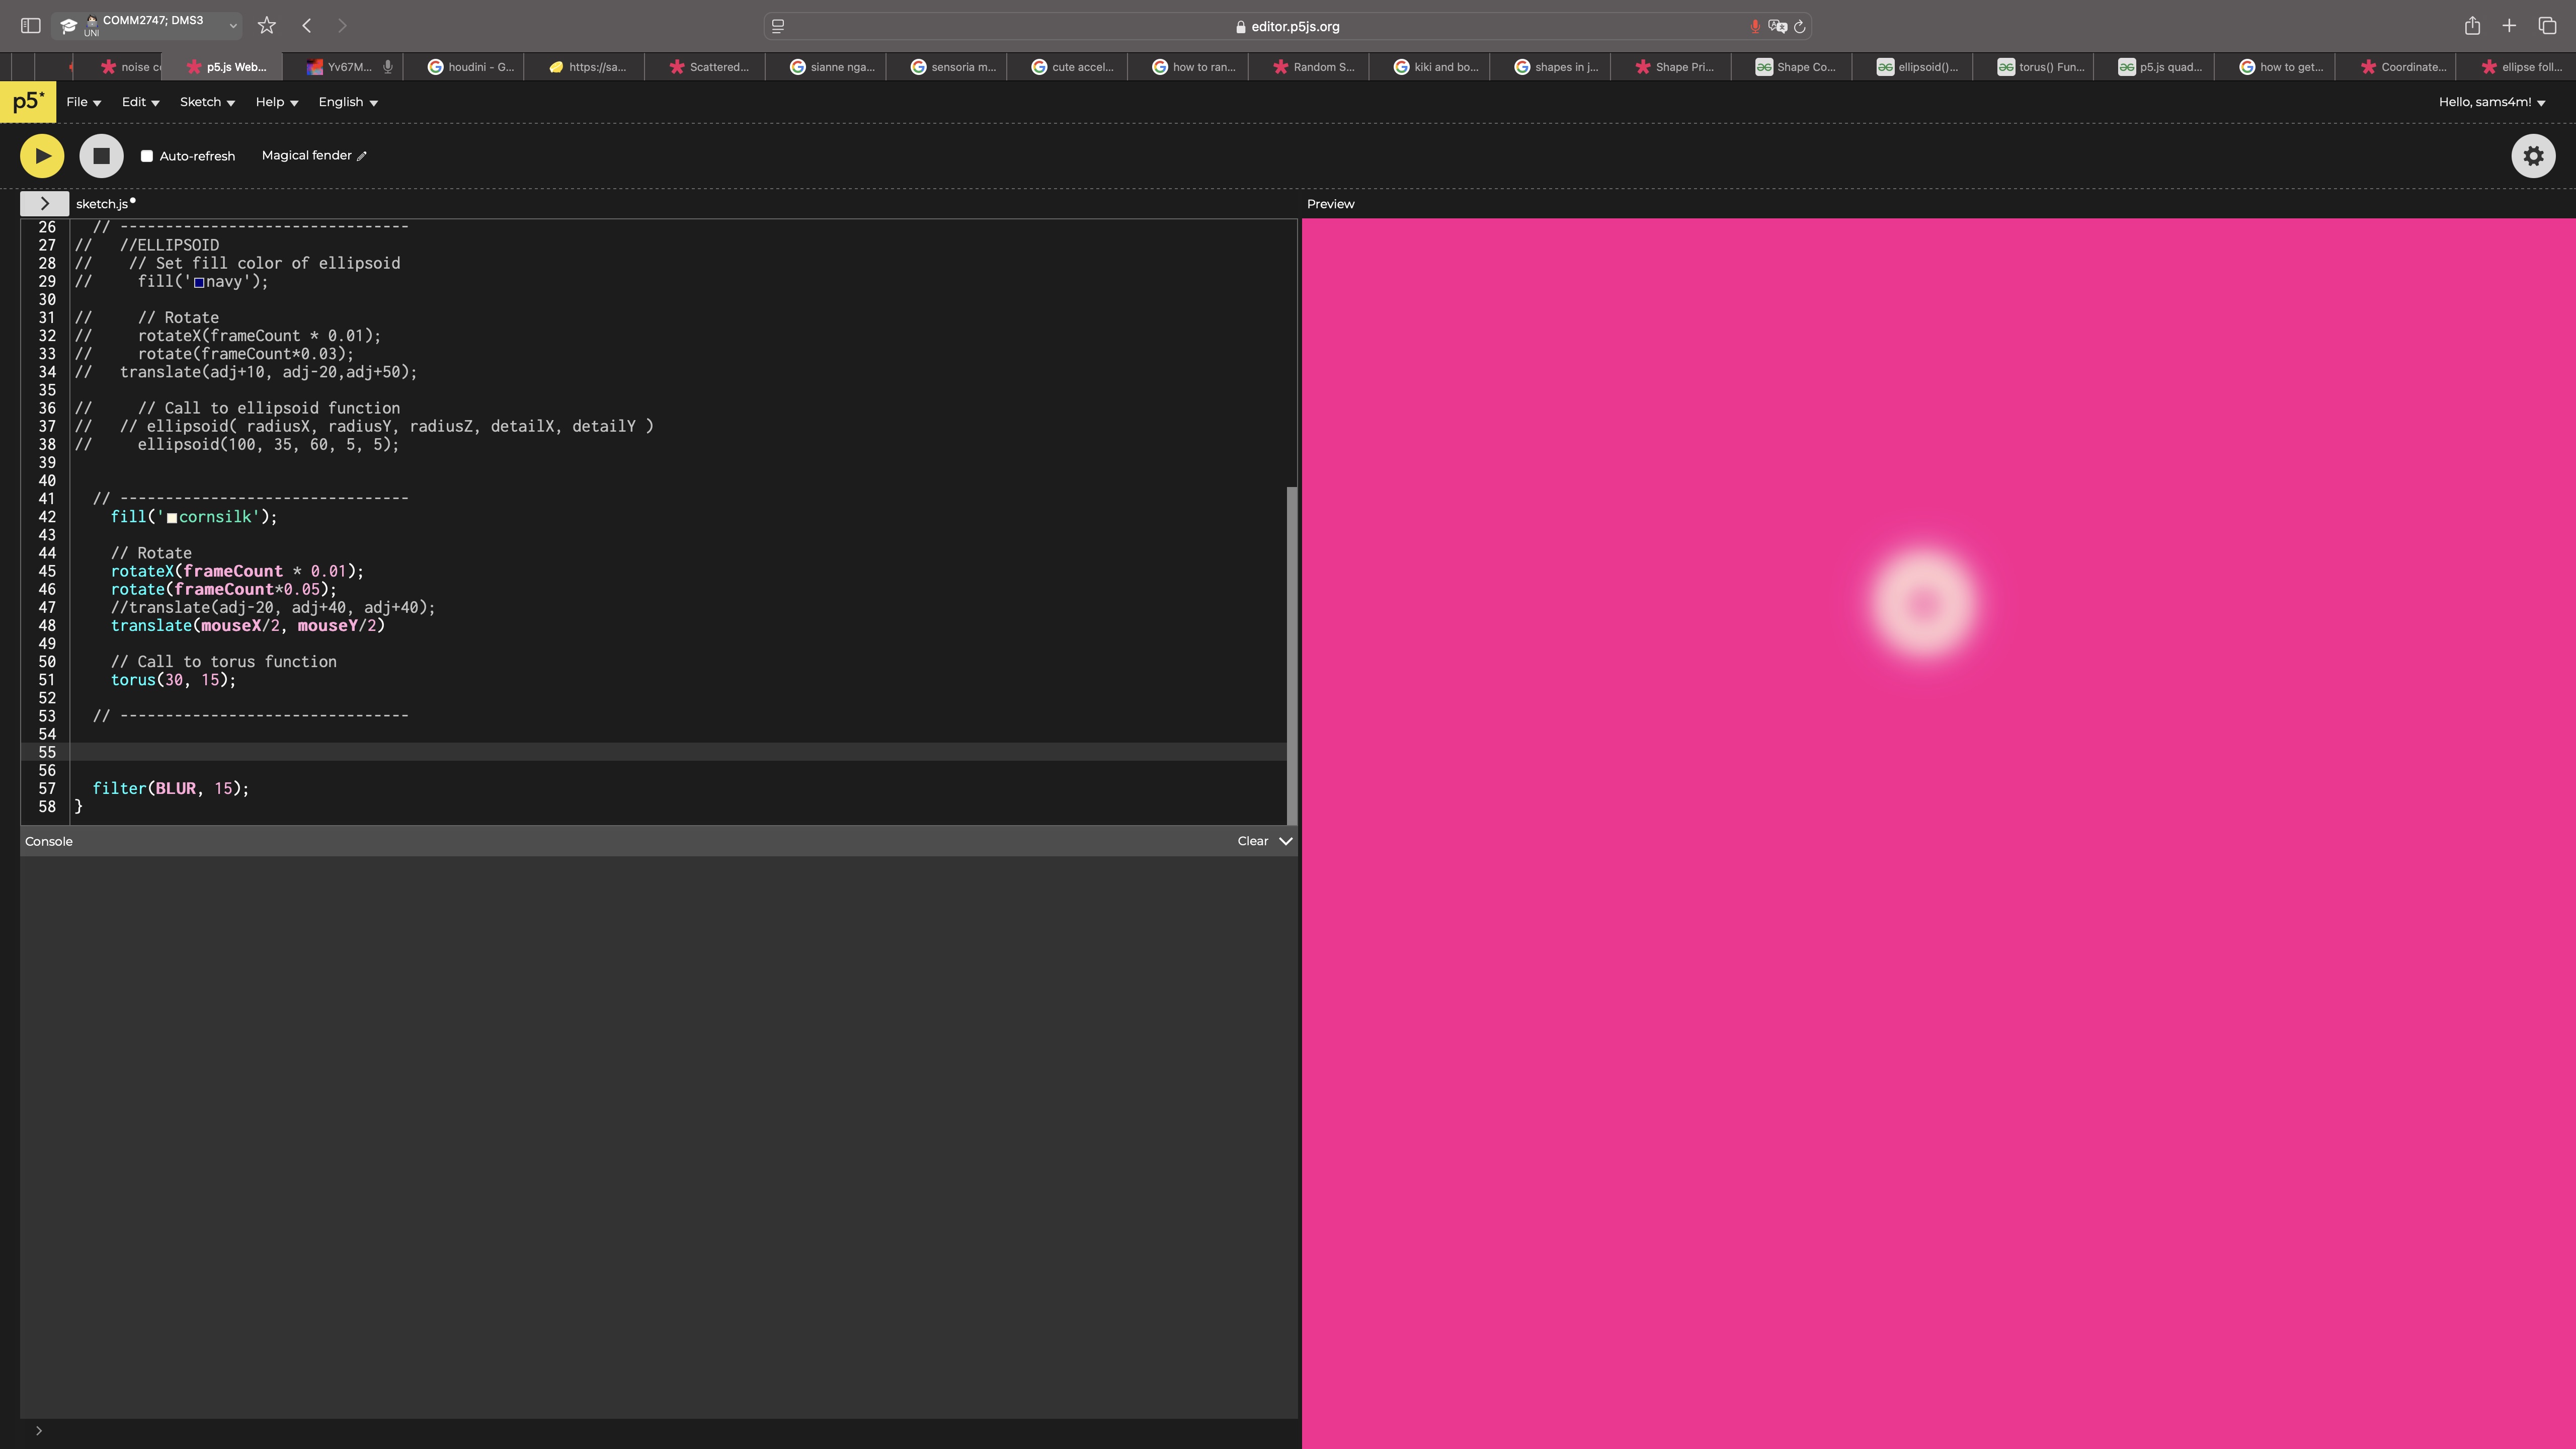 COMM2747; DMS3
UNI
editor.p5js.org
noise co
p5.js Web...
Yv67M...
houdini - G...
https://sa...
Scattered...
sianne nga...
sensoria m...
cute accel...
how to ran...
Random S...
kiki and bo...
shapes in j...
Shape Pri...
Shape Co...
ellipsoid()...
torus() Fun...
p5.js quad...
how to get...
Coordinate...
ellipse foll...
p5*
File
Edit
Sketch
Help
English
Hello, sams4m!
Auto-refresh
Magical fender
sketch.js
Preview
26 // --------------------------------
27 // //ELLIPSOID
28 // // Set fill color of ellipsoid
29 // fill('navy');
30
31 // // Rotate
32 // rotateX(frameCount * 0.01);
33 // rotate(frameCount*0.03);
34 // translate(adj+10, adj-20,adj+50);
35
36 // // Call to ellipsoid function
37 // // ellipsoid( radiusX, radiusY, radiusZ, detailX, detailY )
38 // ellipsoid(100, 35, 60, 5, 5);
39
40
41 // --------------------------------
42 fill('cornsilk');
43
44 // Rotate
45 rotateX(frameCount * 0.01);
46 rotate(frameCount*0.05);
47 //translate(adj-20, adj+40, adj+40);
48 translate(mouseX/2, mouseY/2)
49
50 // Call to torus function
51 torus(30, 15);
52
53 // --------------------------------
54
55
56
57 filter(BLUR, 15);
58 }
Console
Clear
>